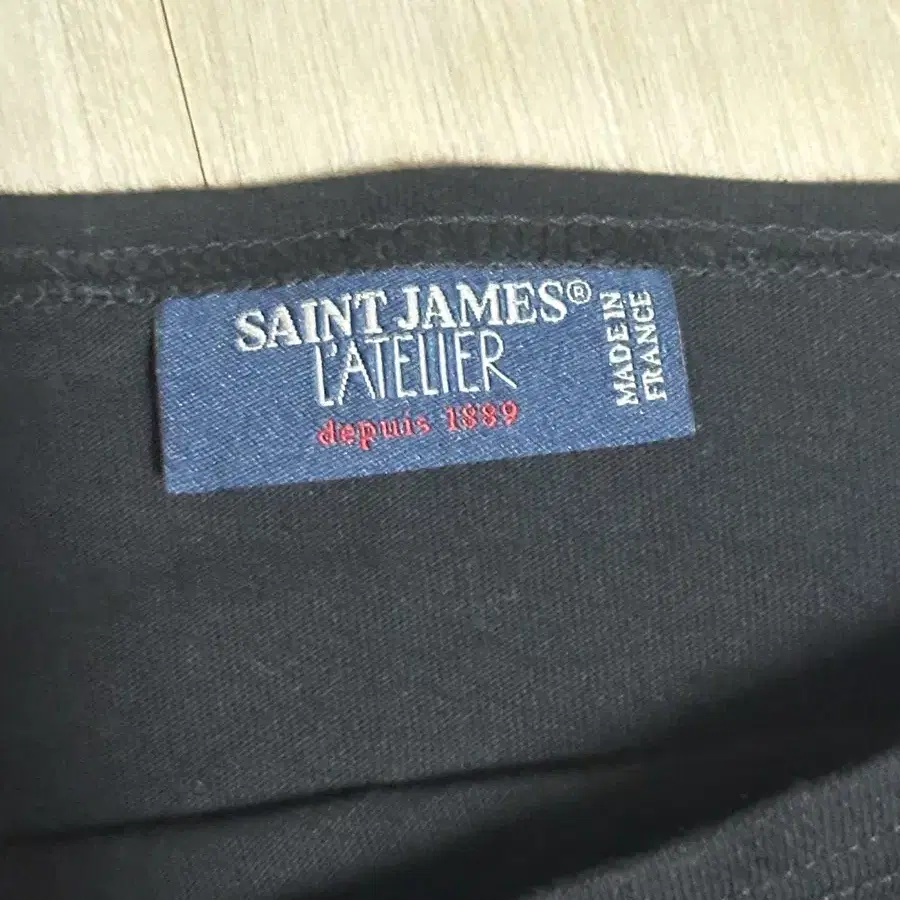 SAINT JAMES®
L'ATELIER
depuis 1889
MADE IN
FRANCE